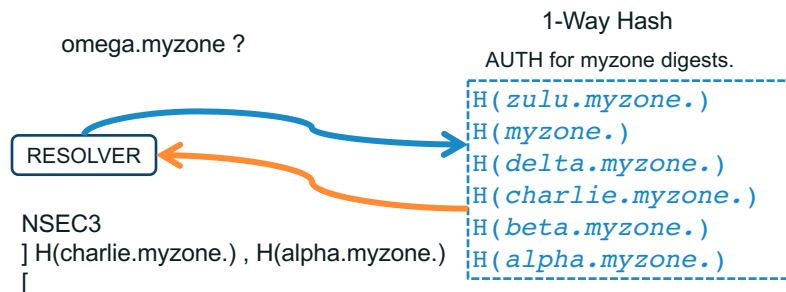 1-Way Hash
omega.myzone ?
AUTH for myzone digests.
RESOLVER
H(zulu.myzone.)
H(myzone.)
H(delta.myzone.)
H(charlie.myzone.)
H(beta.myzone.)
H(alpha.myzone.)
NSEC3
] H(charlie.myzone.) , H(alpha.myzone.)
[